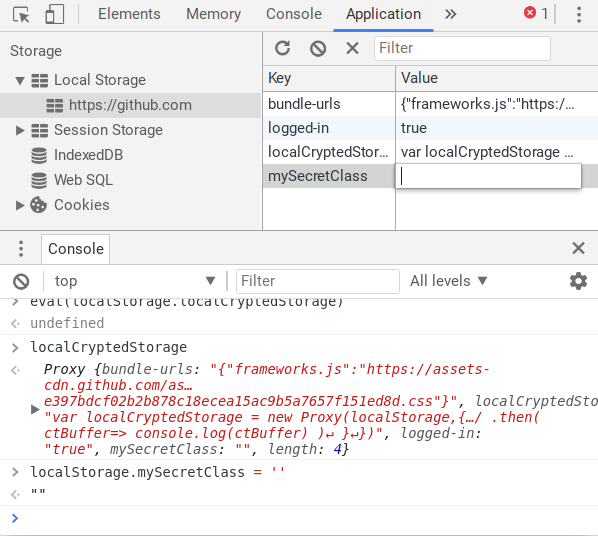 Elements Memory Console Application » 1
Storage
Filter
Key Value
Local Storage
https://github.com
Session Storage
IndexedDB
Web SQL
Cookies
bundle-urls {"frameworks.js":"https:/…
logged-in true
localCryptedStor… var localCryptedStorage …
mySecretClass
Console
top Filter All levels
eval(localStorage.localCryptedStorage)
undefined
localCryptedStorage
Proxy {bundle-urls: "{"frameworks.js":"https://assets-
cdn.github.com/as…
e397bdcf02b2b878c18ecea15ac9b5a7657f151ed8d.css"}", localCryptedSto
"var localCryptedStorage = new Proxy(localStorage,{…/ .then(
ctBuffer=> console.log(ctBuffer) )↵ }↵})", logged-in:
"true", mySecretClass: "", length: 4}
localStorage.mySecretClass = ''
""